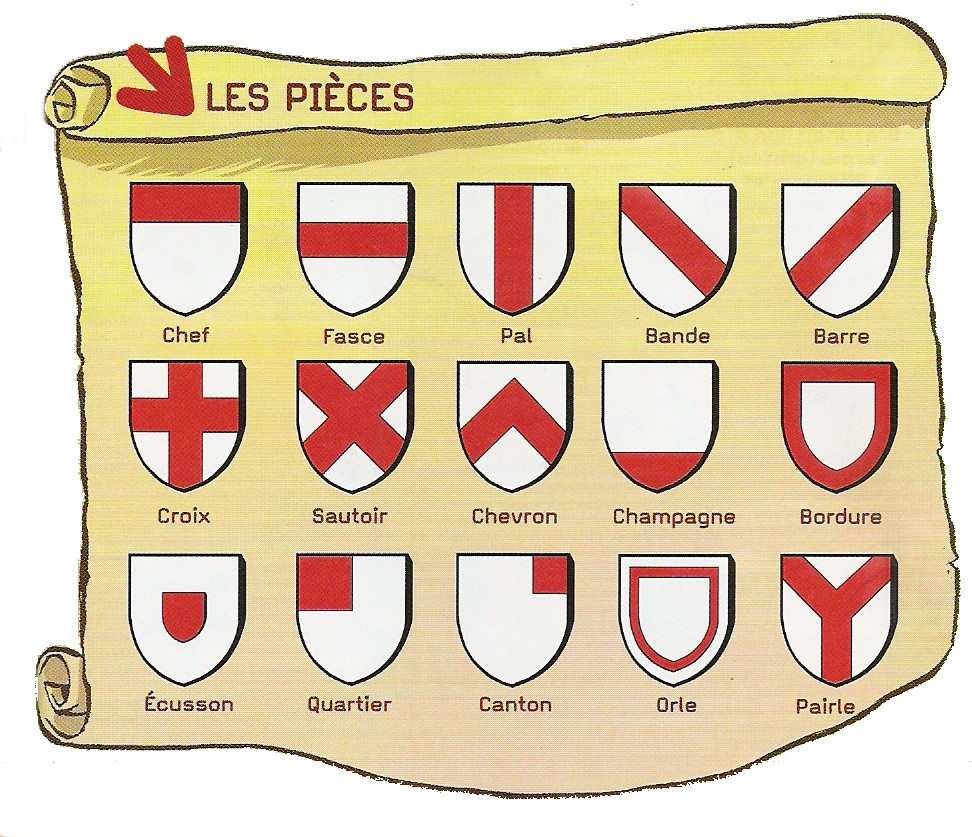 LES PIÈCES
Chef Fasce Pal Bande Barre
Croix Sautoir Chevron Champagne Bordure
Écusson Quartier Canton Orle Pairle